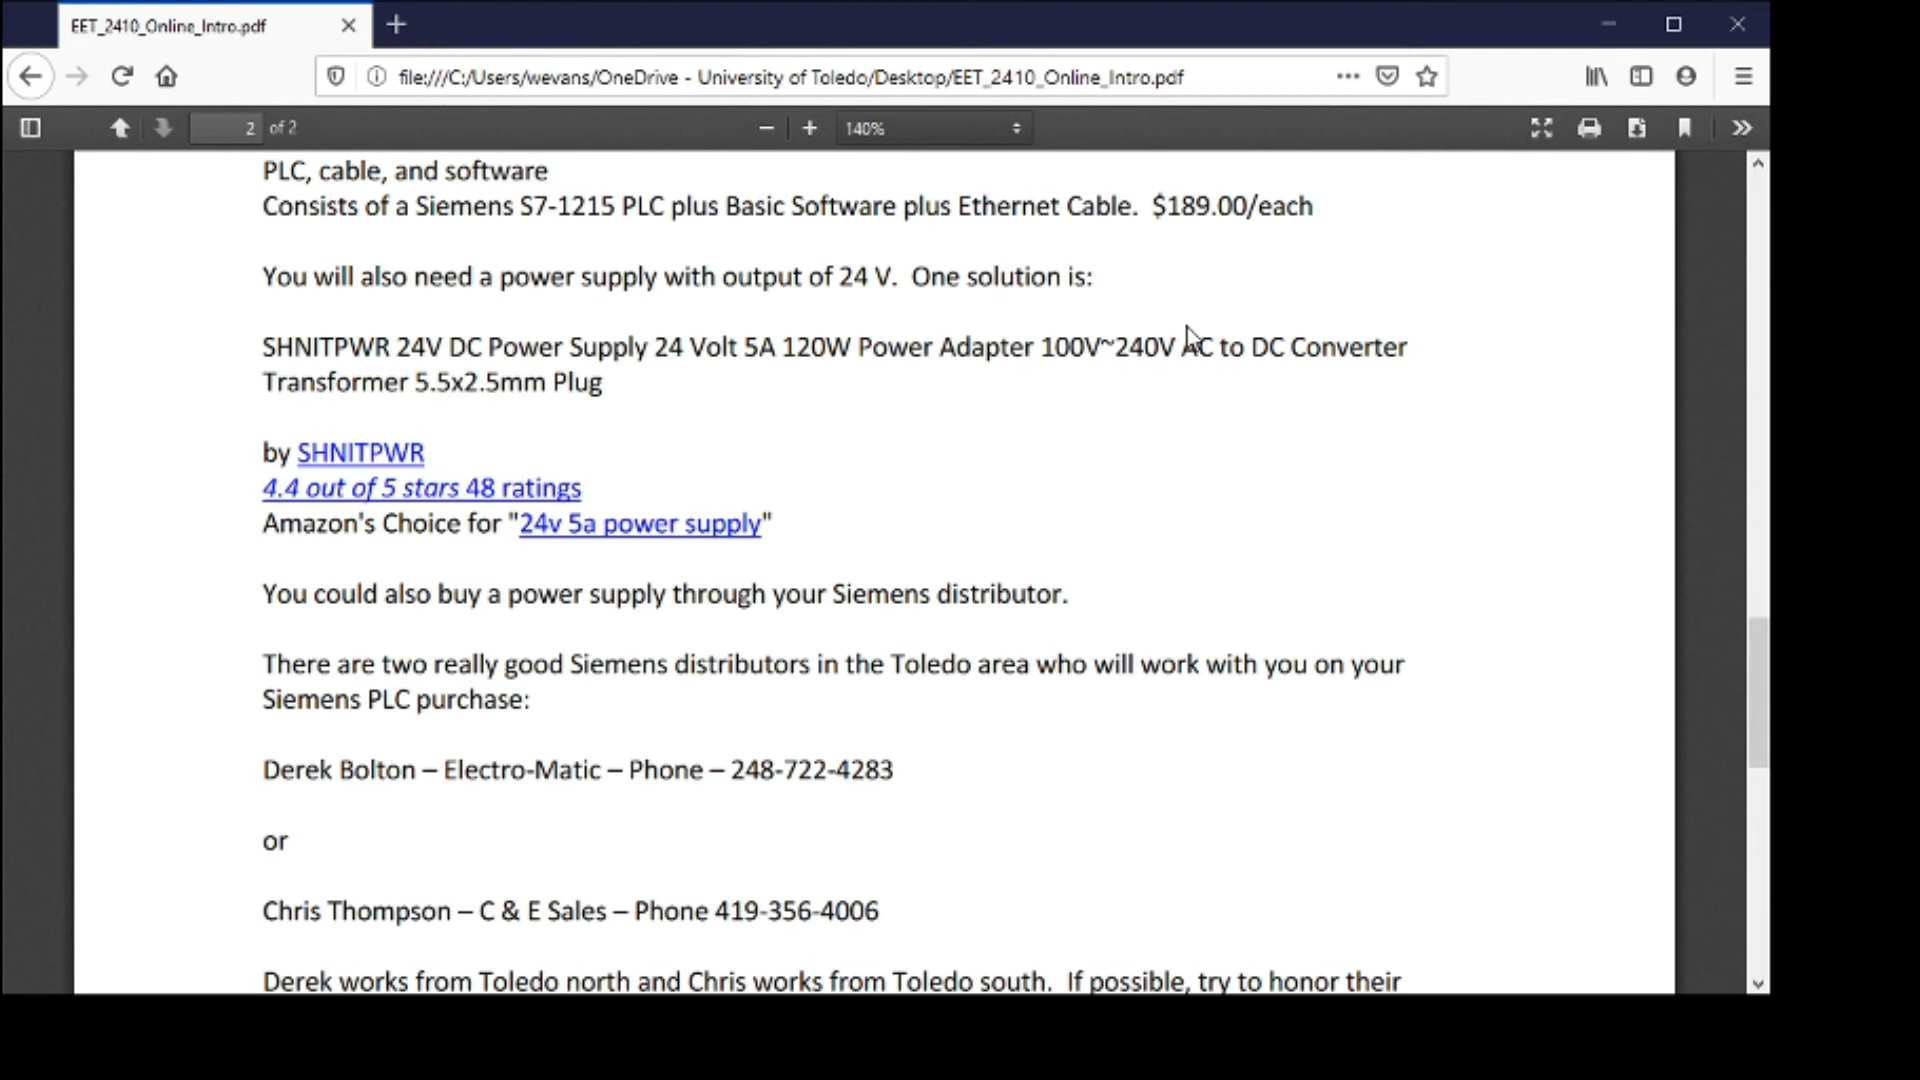 EET_2410_Online_Intro.pdf
file:///C:/Users/wevans/OneDrive - University of Toledo/Desktop/EET_2410_Online_Intro.pdf
2 of 2
140%
PLC, cable, and software
Consists of a Siemens S7-1215 PLC plus Basic Software plus Ethernet Cable.  $189.00/each
You will also need a power supply with output of 24 V.  One solution is:
SHNITPWR 24V DC Power Supply 24 Volt 5A 120W Power Adapter 100V~240V AC to DC Converter
Transformer 5.5x2.5mm Plug
by SHNITPWR
4.4 out of 5 stars 48 ratings
Amazon's Choice for "24v 5a power supply"
You could also buy a power supply through your Siemens distributor.
There are two really good Siemens distributors in the Toledo area who will work with you on your
Siemens PLC purchase:
Derek Bolton – Electro-Matic – Phone – 248-722-4283
or
Chris Thompson – C & E Sales – Phone 419-356-4006
Derek works from Toledo north and Chris works from Toledo south.  If possible, try to honor their